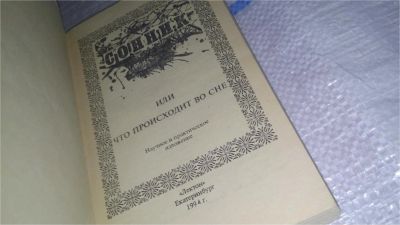 СОННИК
ИЛИ
ЧТО ПРОИСХОДИТ ВО СНЕ
Научное и практическое
изложение
«Лектон»
Екатеринбург
1994 г.